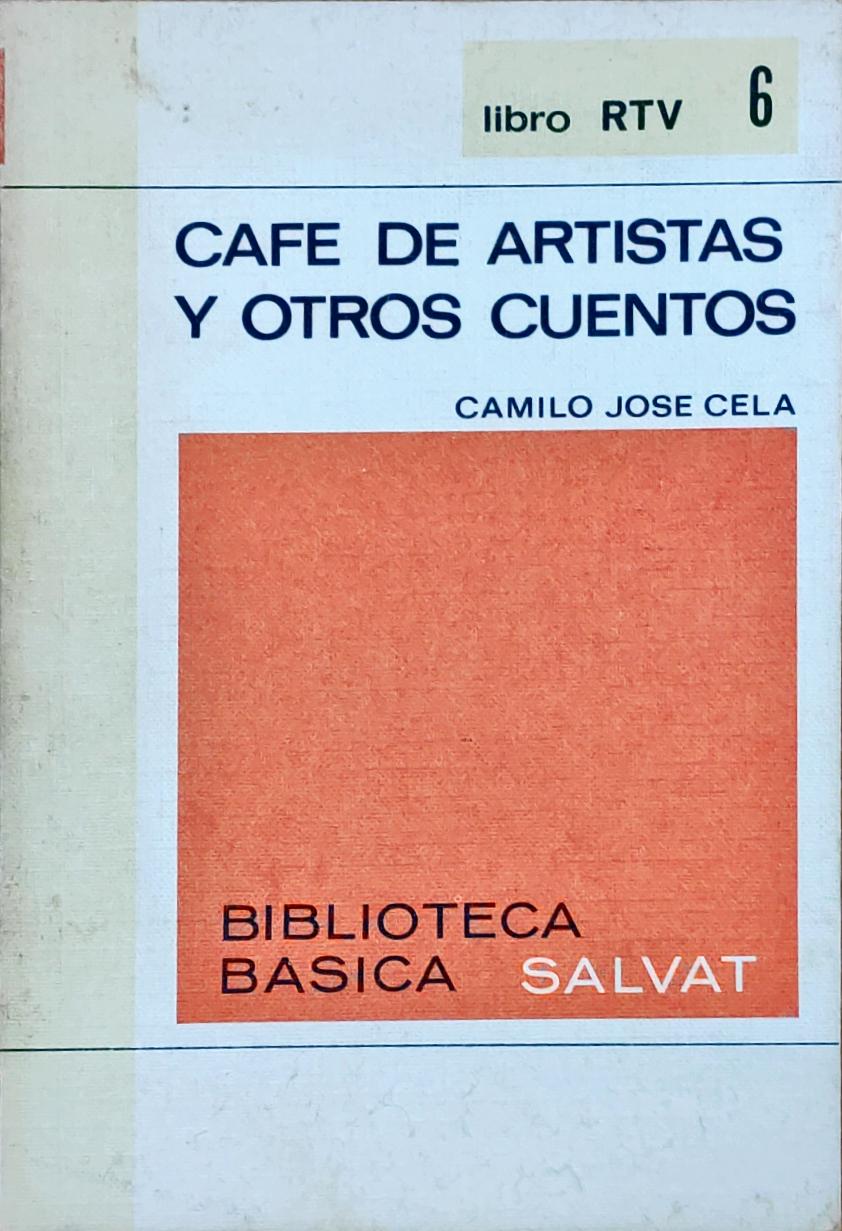 libro RTV 6
CAFE DE ARTISTAS
Y OTROS CUENTOS
CAMILO JOSE CELA
BIBLIOTECA
BASICA SALVAT